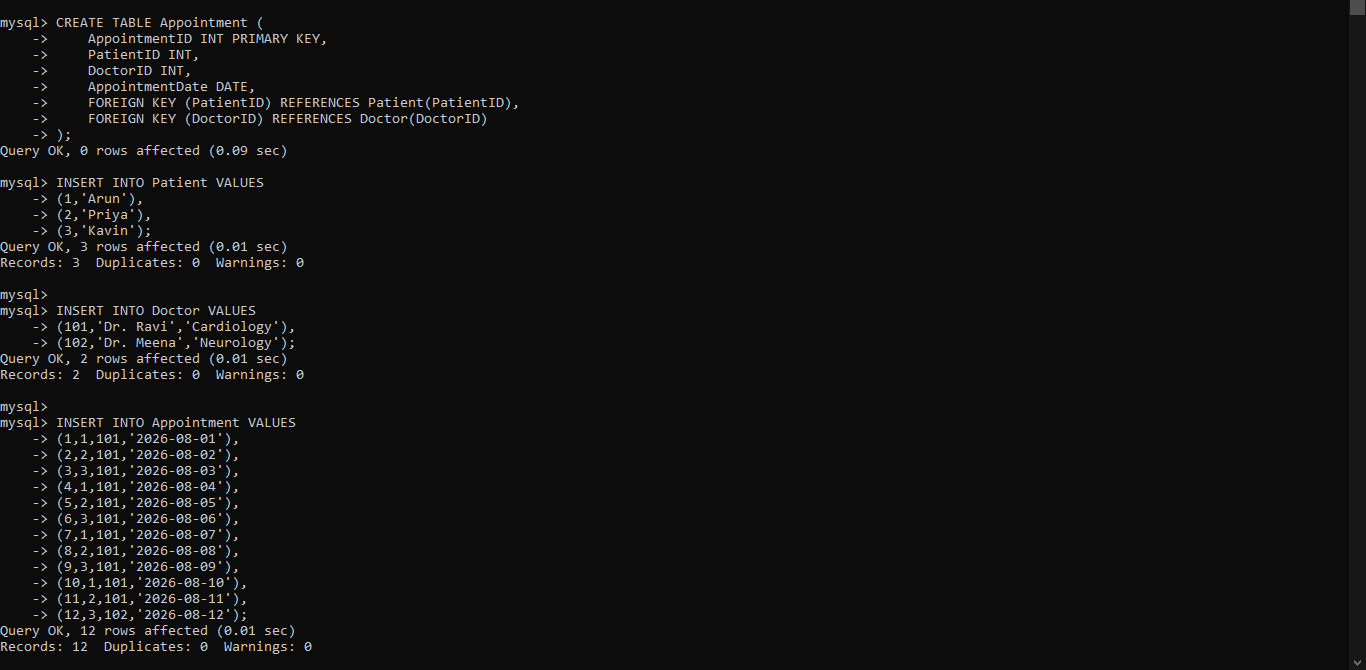 mysql> CREATE TABLE Appointment (
    ->     AppointmentID INT PRIMARY KEY,
    ->     PatientID INT,
    ->     DoctorID INT,
    ->     AppointmentDate DATE,
    ->     FOREIGN KEY (PatientID) REFERENCES Patient(PatientID),
    ->     FOREIGN KEY (DoctorID) REFERENCES Doctor(DoctorID)
    -> );
Query OK, 0 rows affected (0.09 sec)

mysql> INSERT INTO Patient VALUES
    -> (1,'Arun'),
    -> (2,'Priya'),
    -> (3,'Kavin');
Query OK, 3 rows affected (0.01 sec)
Records: 3  Duplicates: 0  Warnings: 0

mysql>
mysql> INSERT INTO Doctor VALUES
    -> (101,'Dr. Ravi','Cardiology'),
    -> (102,'Dr. Meena','Neurology');
Query OK, 2 rows affected (0.01 sec)
Records: 2  Duplicates: 0  Warnings: 0

mysql>
mysql> INSERT INTO Appointment VALUES
    -> (1,1,101,'2026-08-01'),
    -> (2,2,101,'2026-08-02'),
    -> (3,3,101,'2026-08-03'),
    -> (4,1,101,'2026-08-04'),
    -> (5,2,101,'2026-08-05'),
    -> (6,3,101,'2026-08-06'),
    -> (7,1,101,'2026-08-07'),
    -> (8,2,101,'2026-08-08'),
    -> (9,3,101,'2026-08-09'),
    -> (10,1,101,'2026-08-10'),
    -> (11,2,101,'2026-08-11'),
    -> (12,3,102,'2026-08-12');
Query OK, 12 rows affected (0.01 sec)
Records: 12  Duplicates: 0  Warnings: 0